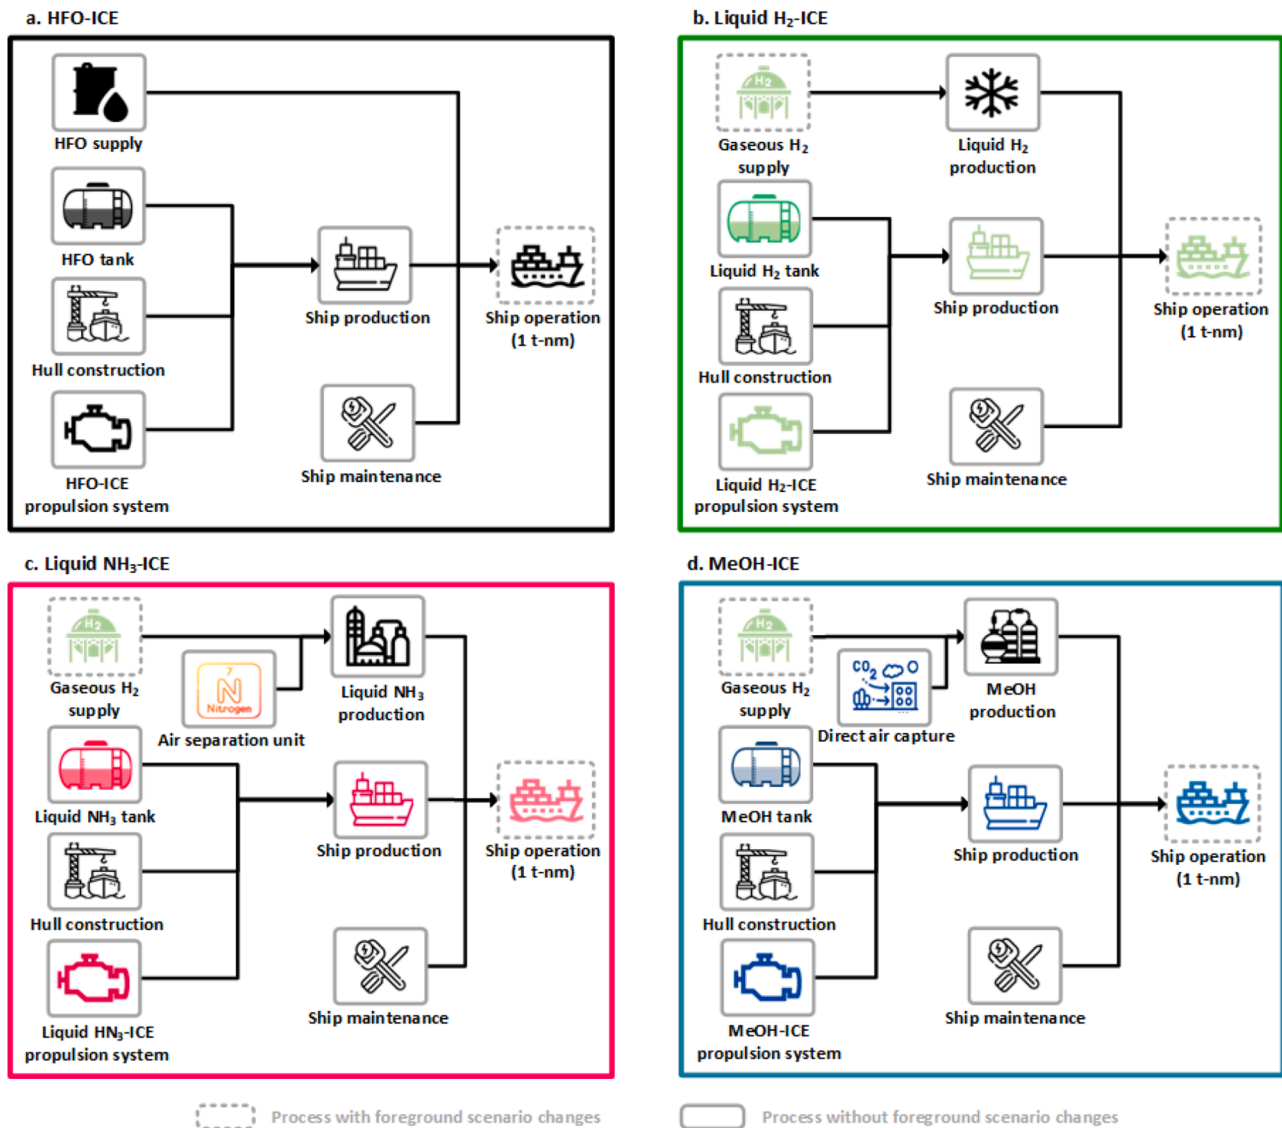 a. HFO-ICE
HFO supply
HFO tank
Hull construction
HFO-ICE
propulsion system
Ship production
Ship maintenance
Ship operation
(1 t-nm)
b. Liquid H₂-ICE
H2
Gaseous H₂
supply
Liquid H₂
production
Liquid H₂ tank
Hull construction
Liquid H₂-ICE
propulsion system
Ship production
Ship maintenance
Ship operation
(1 t-nm)
c. Liquid NH₃-ICE
H2
Gaseous H₂
supply
7
N
Nitrogen
Air separation unit
Liquid NH₃
production
Liquid NH₃ tank
Hull construction
Liquid HN₃-ICE
propulsion system
Ship production
Ship maintenance
Ship operation
(1 t-nm)
d. MeOH-ICE
H2
Gaseous H₂
supply
CO₂
Direct air capture
MeOH
production
MeOH tank
Hull construction
MeOH-ICE
propulsion system
Ship production
Ship maintenance
Ship operation
(1 t-nm)
Process with foreground scenario changes
Process without foreground scenario changes